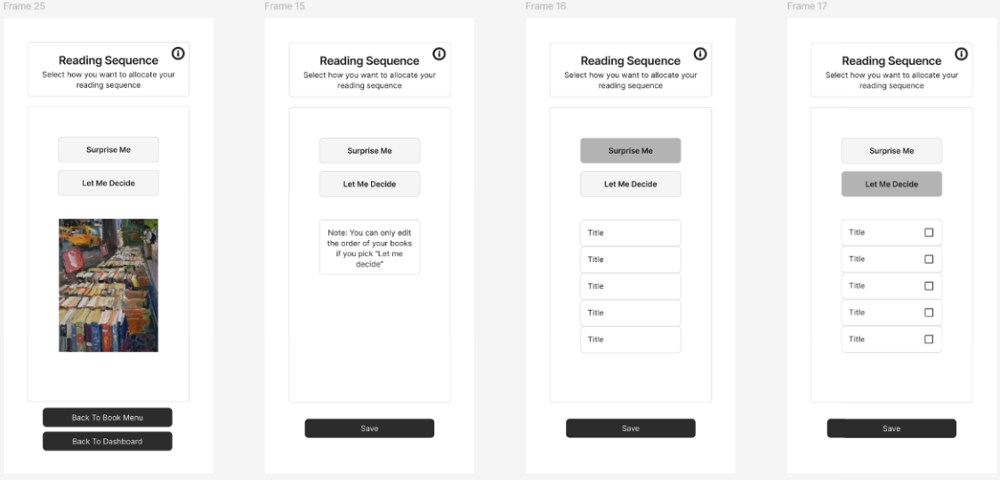 Frame 25
Reading Sequence
Select how you want to allocate your
reading sequence
Surprise Me
Let Me Decide
Back To Book Menu
Back To Dashboard
Frame 15
Reading Sequence
Select how you want to allocate your
reading sequence
Surprise Me
Let Me Decide
Note: You can only edit
the order of your books
if you pick "Let me
decide"
Save
Frame 16
Reading Sequence
Select how you want to allocate your
reading sequence
Surprise Me
Let Me Decide
Title
Title
Title
Title
Title
Save
Frame 17
Reading Sequence
Select how you want to allocate your
reading sequence
Surprise Me
Let Me Decide
Title
Title
Title
Title
Title
Save